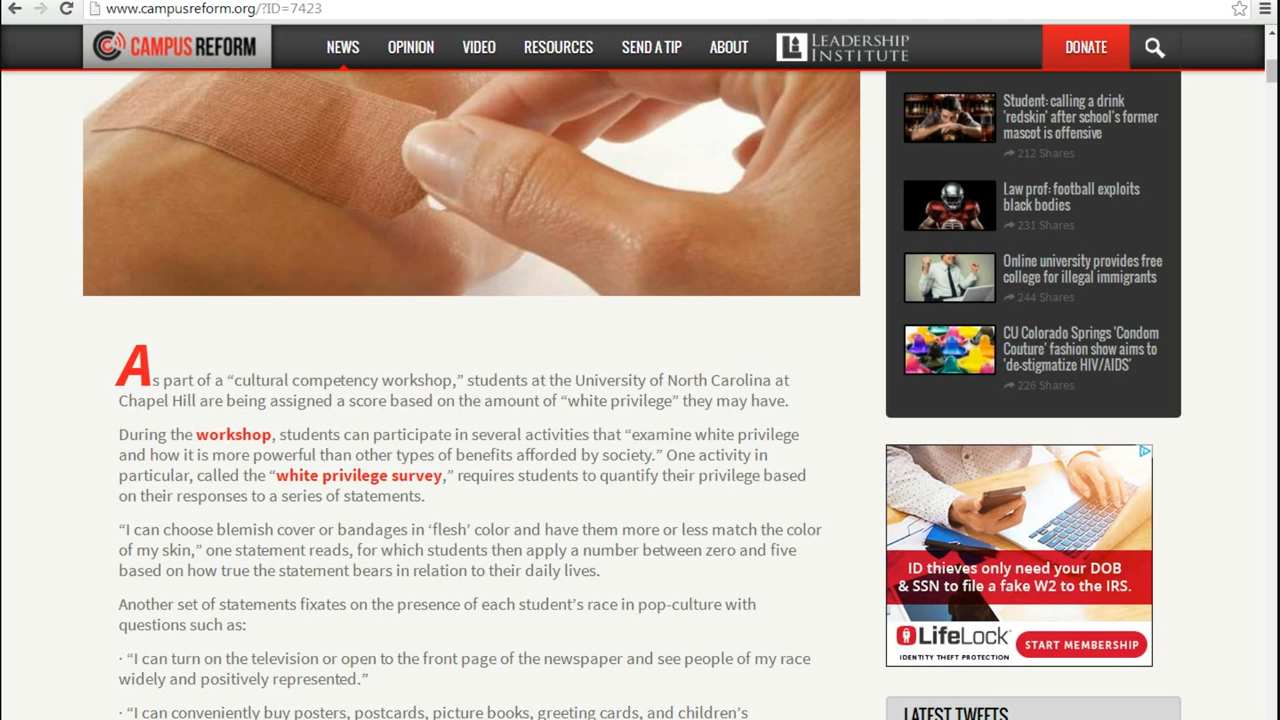 www.campusreform.org/?ID=7423
CAMPUS REFORM
NEWS
OPINION
VIDEO
RESOURCES
SEND A TIP
ABOUT
LEADERSHIP
INSTITUTE
DONATE
Student: calling a drink
'redskin' after school's former
mascot is offensive
212 Shares
Law prof: football exploits
black bodies
231 Shares
Online university provides free
college for illegal immigrants
244 Shares
CU Colorado Springs 'Condom
Couture' fashion show aims to
'de-stigmatize HIV/AIDS'
226 Shares
As part of a “cultural competency workshop,” students at the University of North Carolina at
Chapel Hill are being assigned a score based on the amount of “white privilege” they may have.
During the workshop, students can participate in several activities that “examine white privilege
and how it is more powerful than other types of benefits afforded by society.” One activity in
particular, called the “white privilege survey,” requires students to quantify their privilege based
on their responses to a series of statements.
“I can choose blemish cover or bandages in ‘flesh’ color and have them more or less match the color
of my skin,” one statement reads, for which students then apply a number between zero and five
based on how true the statement bears in relation to their daily lives.
Another set of statements fixates on the presence of each student’s race in pop-culture with
questions such as:
· “I can turn on the television or open to the front page of the newspaper and see people of my race
widely and positively represented.”
· “I can conveniently buy posters, postcards, picture books, greeting cards, and children’s
ID thieves only need your DOB
& SSN to file a fake W2 to the IRS.
LifeLock
IDENTITY THEFT PROTECTION
START MEMBERSHIP
LATEST TWEETS